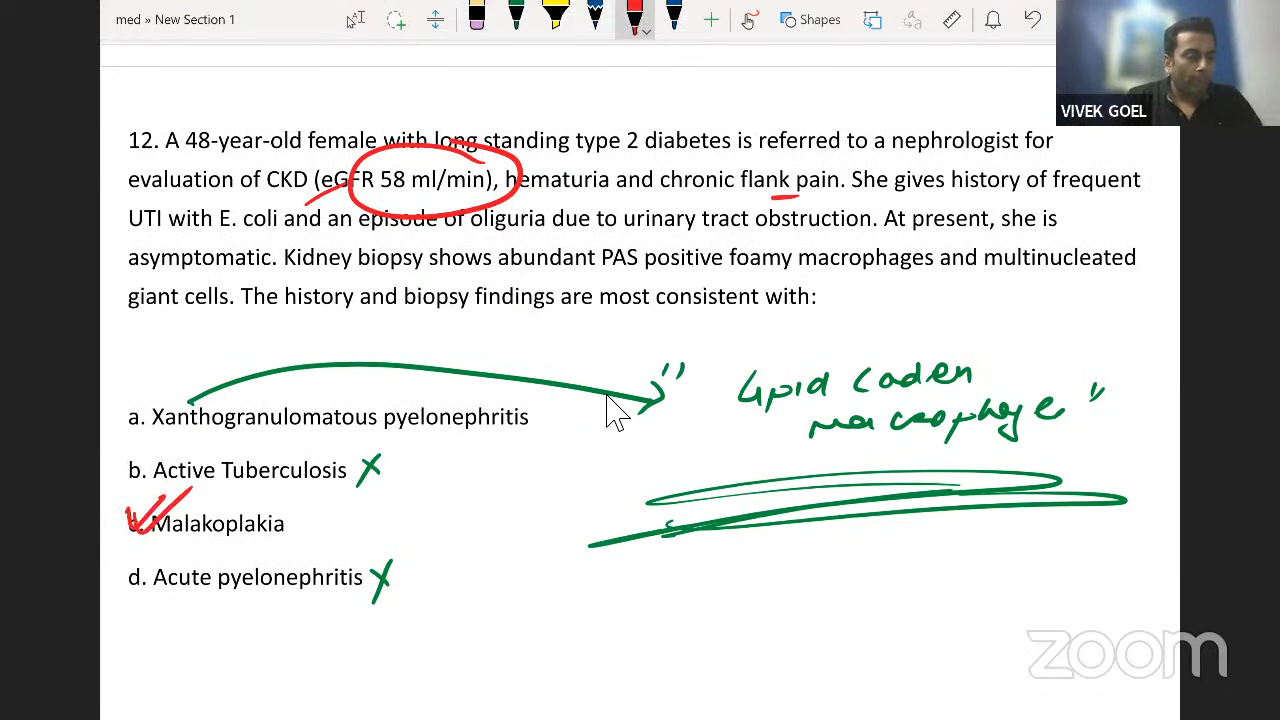 med » New Section 1
Shapes
VIVEK GOEL
12. A 48-year-old female with long standing type 2 diabetes is referred to a nephrologist for
evaluation of CKD (eGFR 58 ml/min), hematuria and chronic flank pain. She gives history of frequent
UTI with E. coli and an episode of oliguria due to urinary tract obstruction. At present, she is
asymptomatic. Kidney biopsy shows abundant PAS positive foamy macrophages and multinucleated
giant cells. The history and biopsy findings are most consistent with:
" Lipid laden
macrophage "
a. Xanthogranulomatous pyelonephritis
b. Active Tuberculosis X
c. Malakoplakia
d. Acute pyelonephritis X
zoom